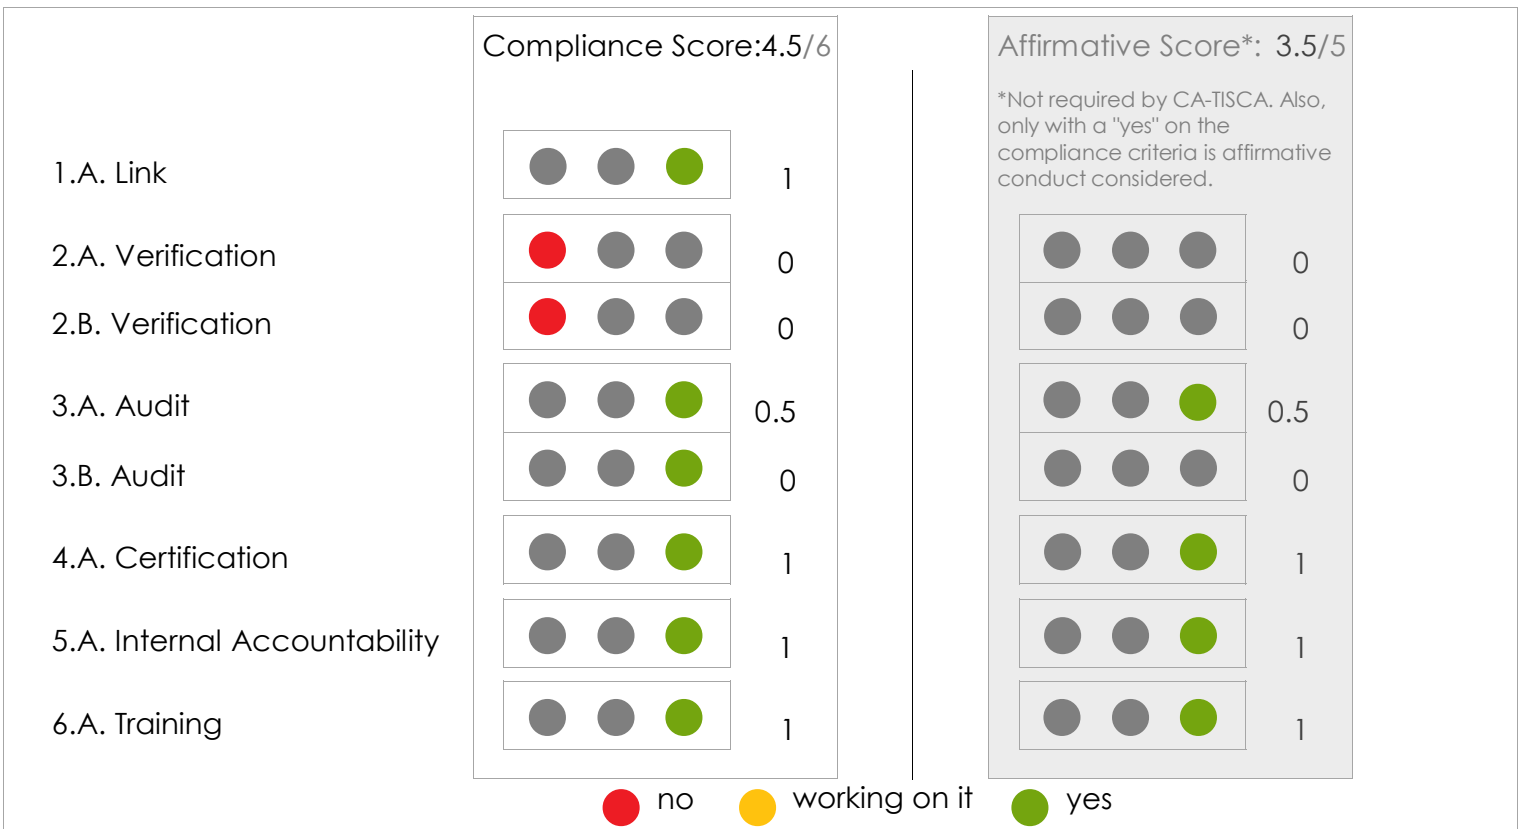 Compliance Score:4.5/6
Affirmative Score*: 3.5/5
*Not required by CA-TISCA. Also,
only with a "yes" on the
compliance criteria is affirmative
conduct considered.
1.A. Link
1
2.A. Verification
0
0
2.B. Verification
0
0
3.A. Audit
0.5
0.5
3.B. Audit
0
0
4.A. Certification
1
1
5.A. Internal Accountability
1
1
6.A. Training
1
1
no
working on it
yes